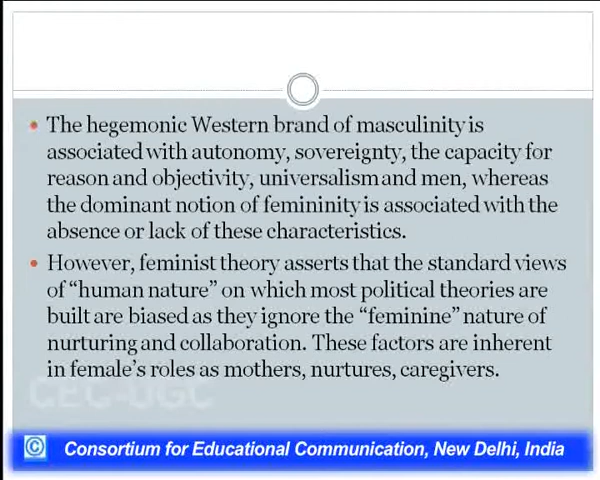 • The hegemonic Western brand of masculinity is
associated with autonomy, sovereignty, the capacity for
reason and objectivity, universalism and men, whereas
the dominant notion of femininity is associated with the
absence or lack of these characteristics.
• However, feminist theory asserts that the standard views
of “human nature” on which most political theories are
built are biased as they ignore the “feminine” nature of
nurturing and collaboration. These factors are inherent
in female’s roles as mothers, nurtures, caregivers.
CEC-UGC
© Consortium for Educational Communication, New Delhi, India